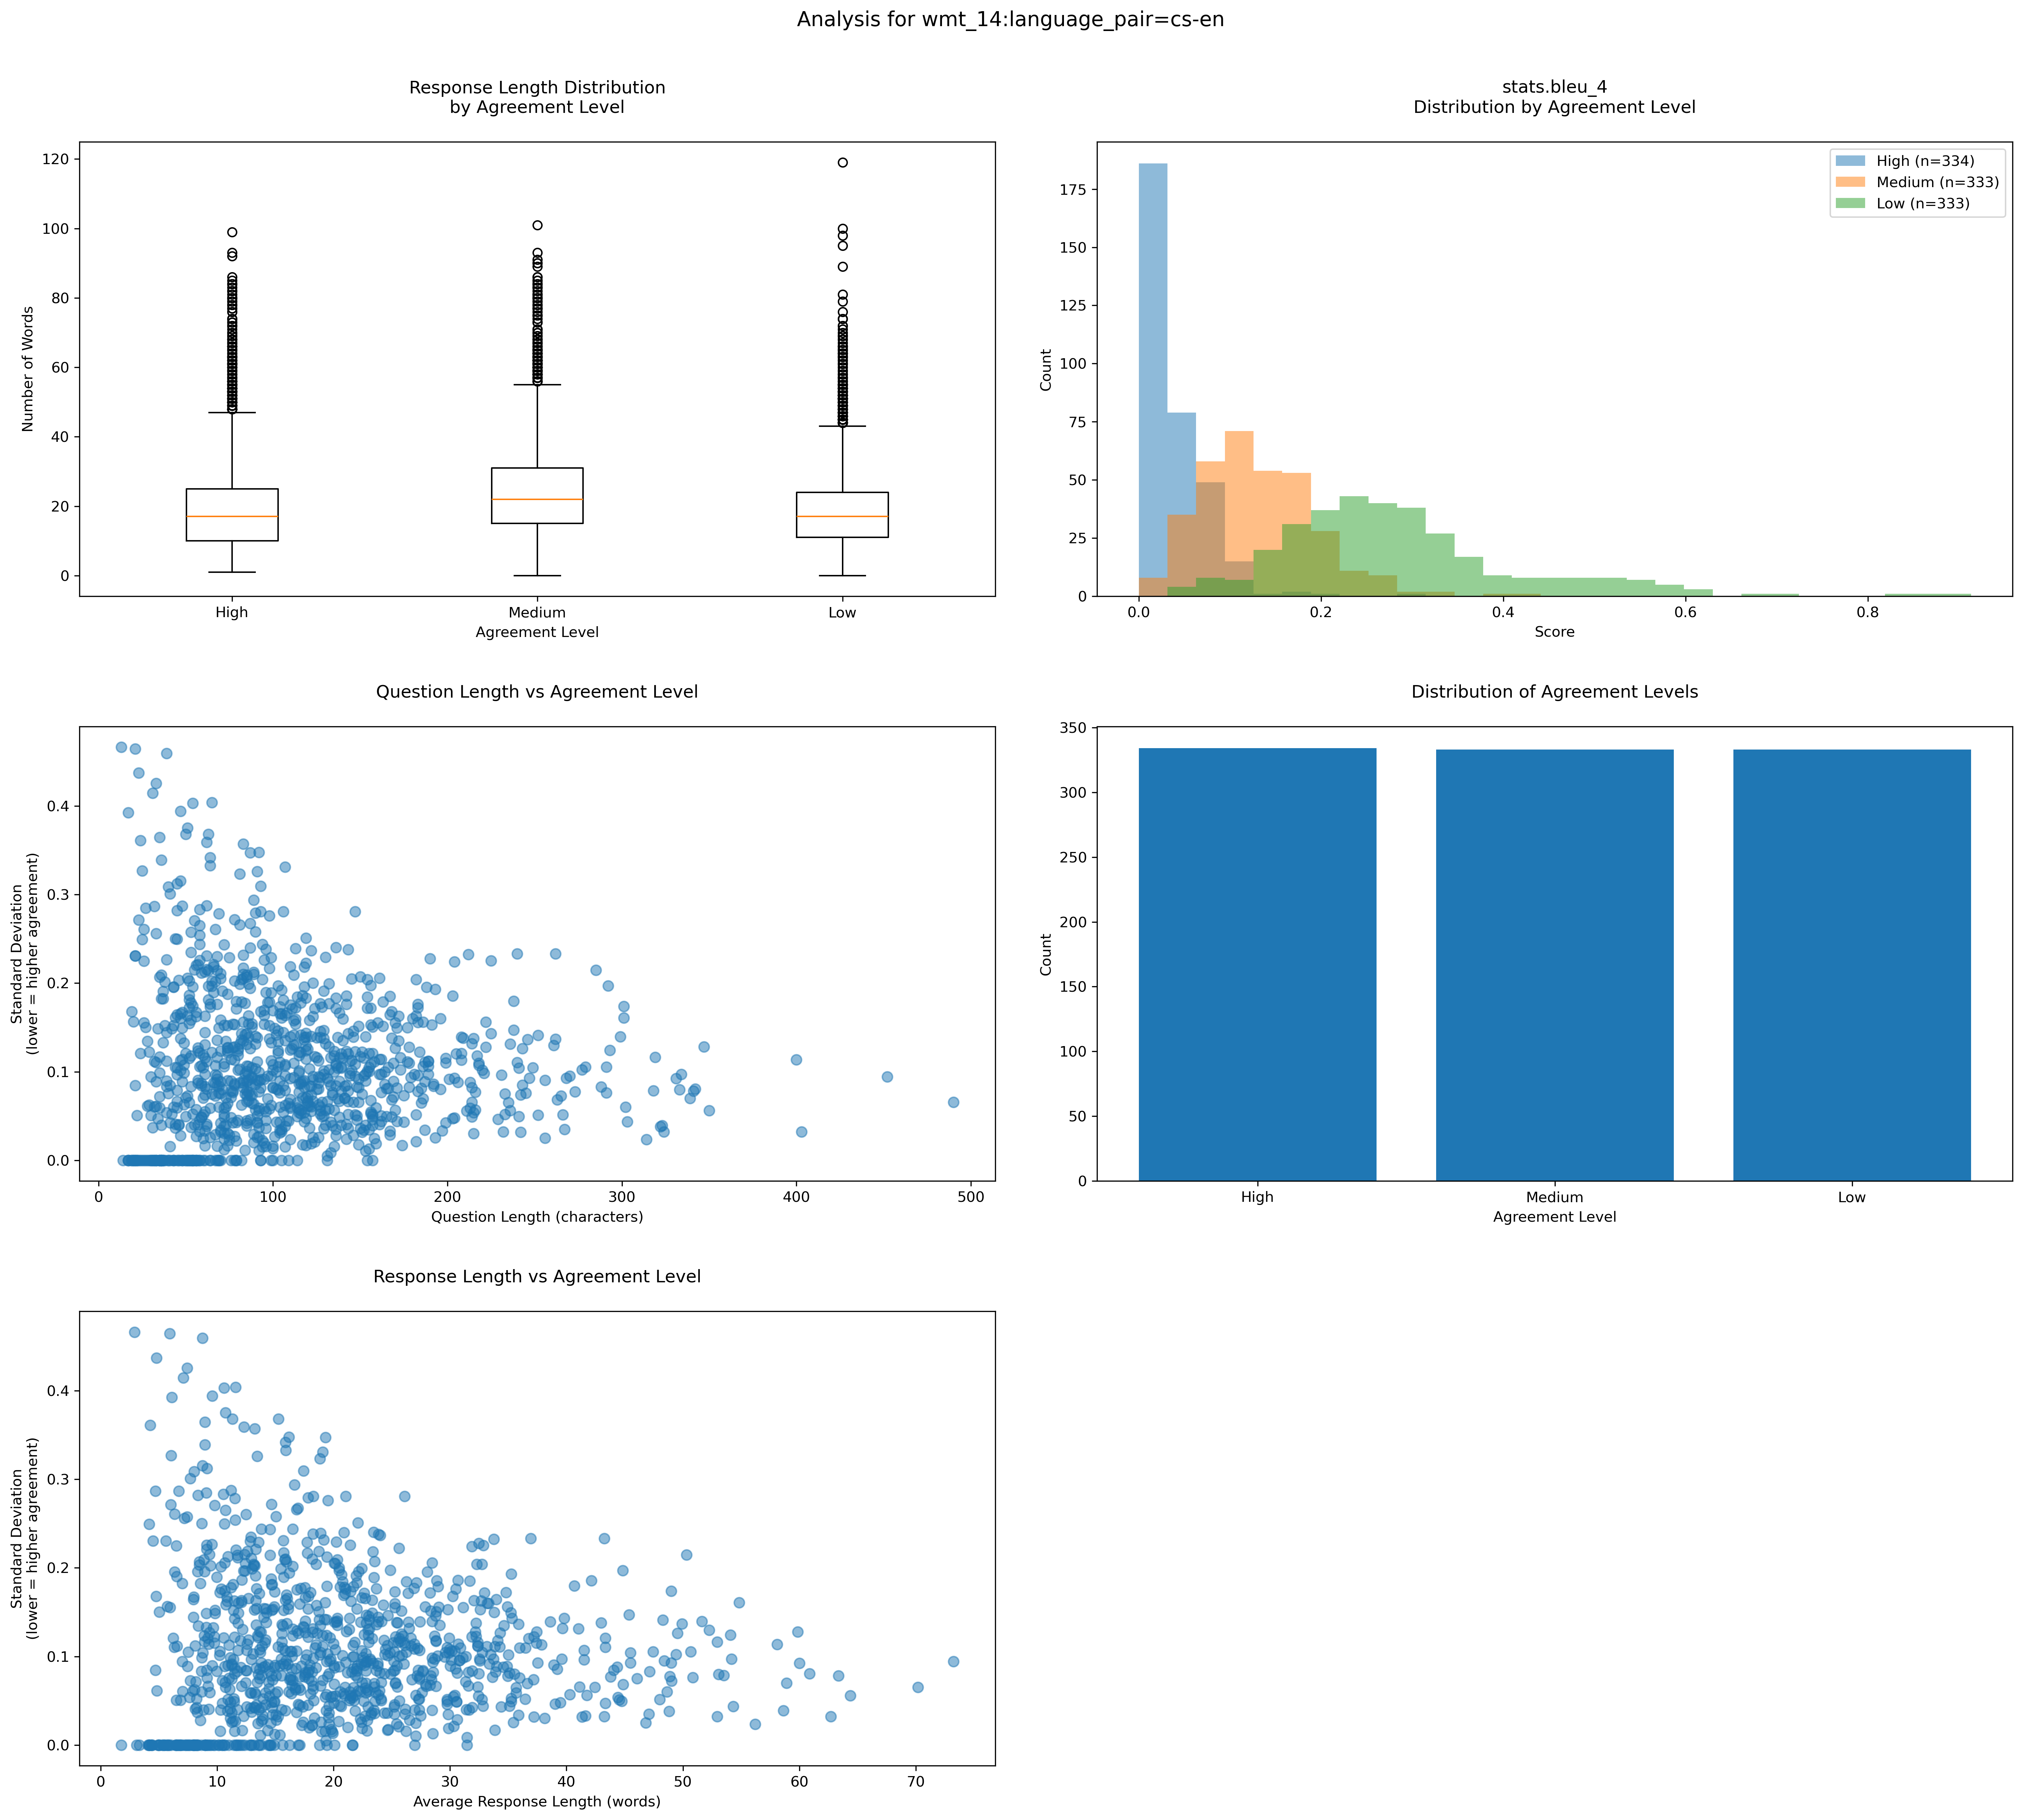 Analysis for wmt_14:language_pair=cs-en
Response Length Distribution
by Agreement Level
120
100
80
60
40
20
0
Number of Words
High
Medium
Low
Agreement Level
stats.bleu_4
Distribution by Agreement Level
High (n=334)
Medium (n=333)
Low (n=333)
175
150
125
100
75
50
25
0
Count
0.0
0.2
0.4
0.6
0.8
Score
Question Length vs Agreement Level
0.4
0.3
0.2
0.1
0.0
Standard Deviation
(lower = higher agreement)
0
100
200
300
400
500
Question Length (characters)
Distribution of Agreement Levels
350
300
250
200
150
100
50
0
Count
High
Medium
Low
Agreement Level
Response Length vs Agreement Level
0.4
0.3
0.2
0.1
0.0
Standard Deviation
(lower = higher agreement)
0
10
20
30
40
50
60
70
Average Response Length (words)